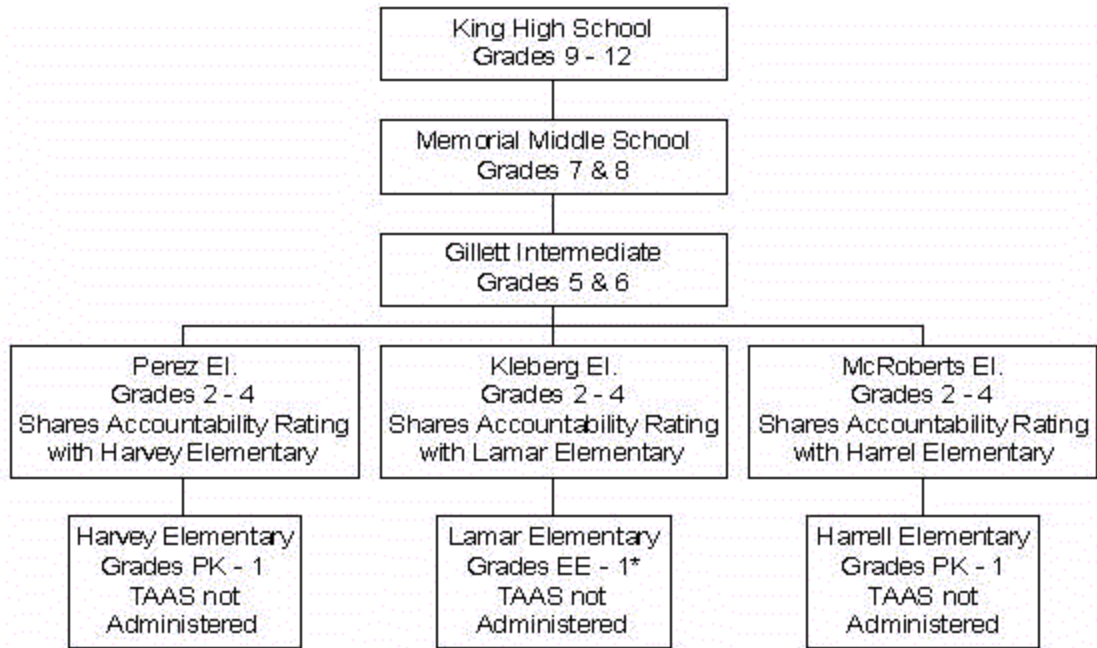 King High School
Grades 9 - 12
Memorial Middle School
Grades 7 & 8
Gillett Intermediate
Grades 5 & 6
Perez El.
Grades 2 - 4
Shares Accountability Rating
with Harvey Elementary
Kleberg El.
Grades 2 - 4
Shares Accountability Rating
with Lamar Elementary
McRoberts El.
Grades 2 - 4
Shares Accountability Rating
with Harrel Elementary
Harvey Elementary
Grades PK - 1
TAAS not
Administered
Lamar Elementary
Grades EE - 1*
TAAS not
Administered
Harrell Elementary
Grades PK - 1
TAAS not
Administered